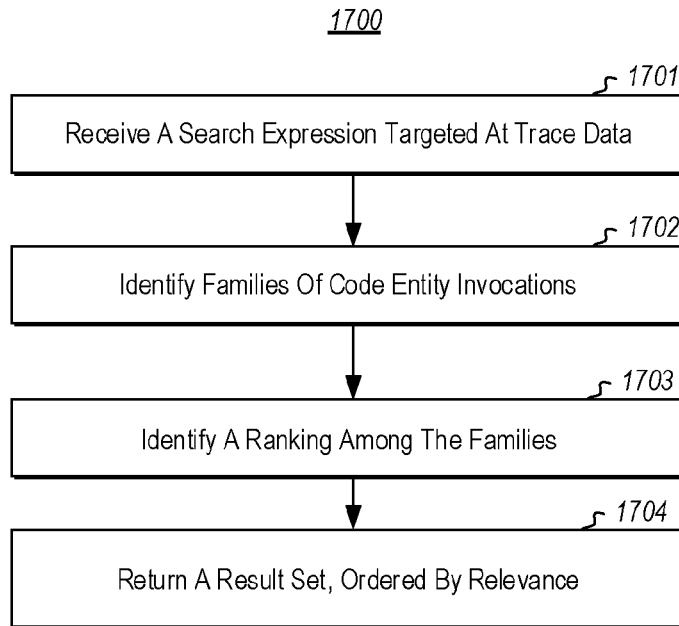 1700
1701
Receive A Search Expression Targeted At Trace Data
1702
Identify Families Of Code Entity Invocations
1703
Identify A Ranking Among The Families
1704
Return A Result Set, Ordered By Relevance